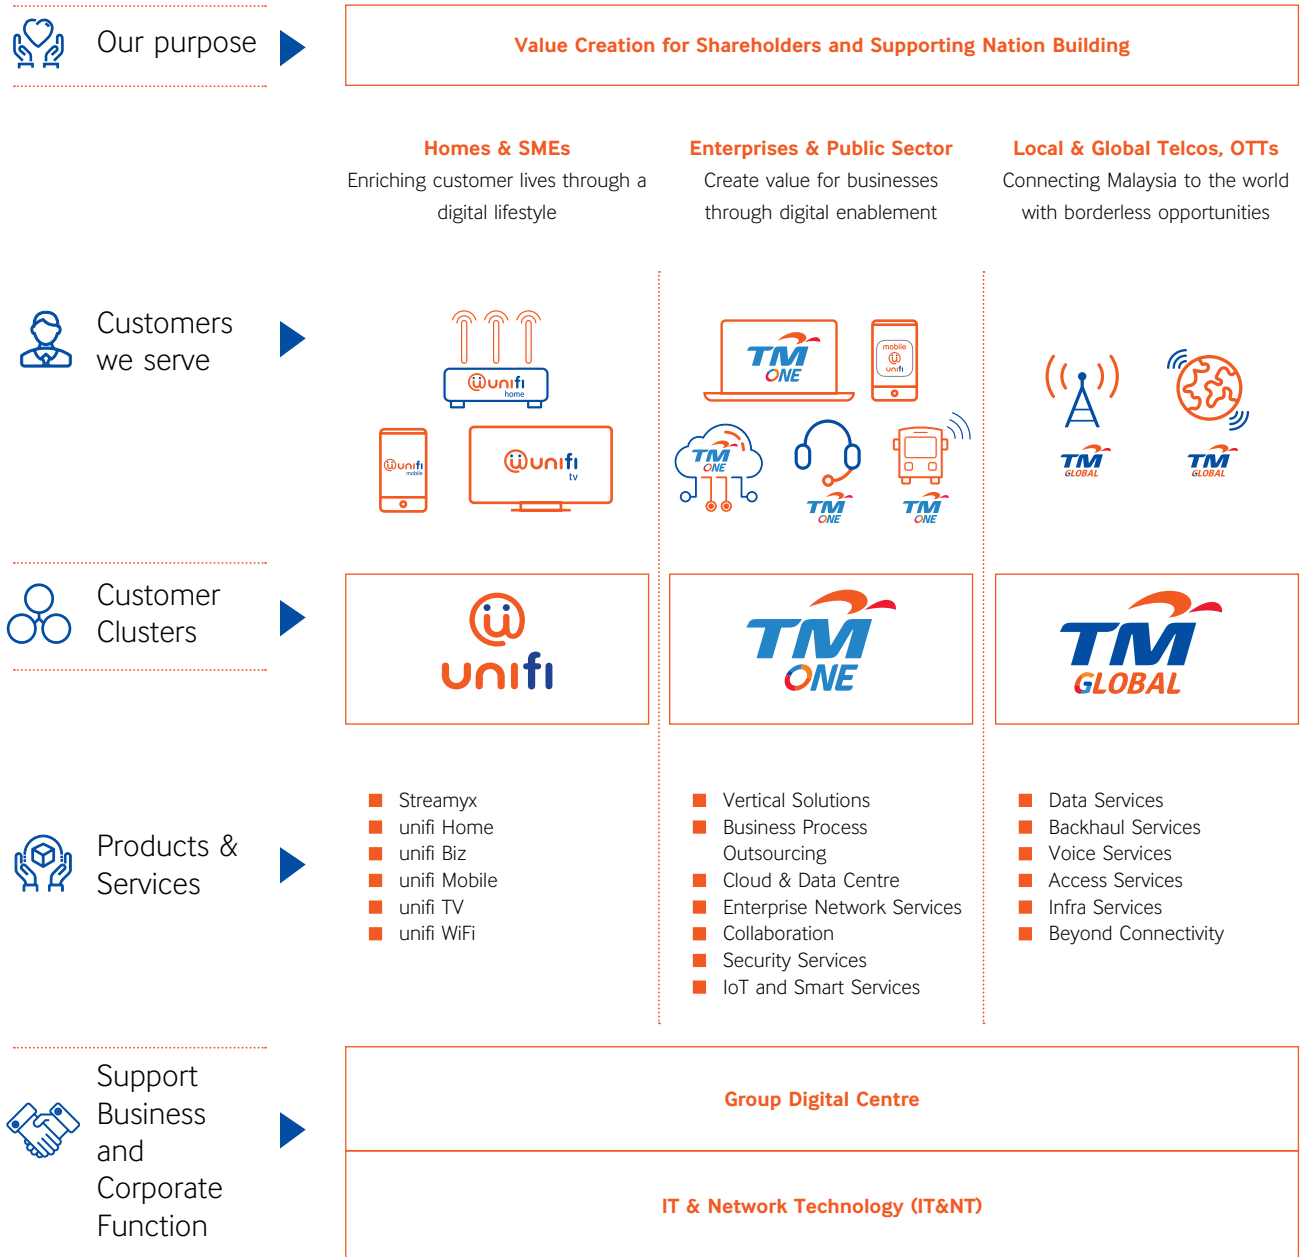 Our purpose
Value Creation for Shareholders and Supporting Nation Building
Homes & SMEs
Enriching customer lives through a
digital lifestyle
Enterprises & Public Sector
Create value for businesses
through digital enablement
Local & Global Telcos, OTTs
Connecting Malaysia to the world
with borderless opportunities
Customers
we serve
unifi
home
unifi
mobile
unifi
tv
TM
ONE
mobile
unifi
TM
ONE
TM
ONE
TM
ONE
TM
GLOBAL
TM
GLOBAL
Customer
Clusters
unifi
TM
ONE
TM
GLOBAL
Products &
Services
Streamyx
unifi Home
unifi Biz
unifi Mobile
unifi TV
unifi WiFi
Vertical Solutions
Business Process
Outsourcing
Cloud & Data Centre
Enterprise Network Services
Collaboration
Security Services
IoT and Smart Services
Data Services
Backhaul Services
Voice Services
Access Services
Infra Services
Beyond Connectivity
Support
Business
and
Corporate
Function
Group Digital Centre
IT & Network Technology (IT&NT)